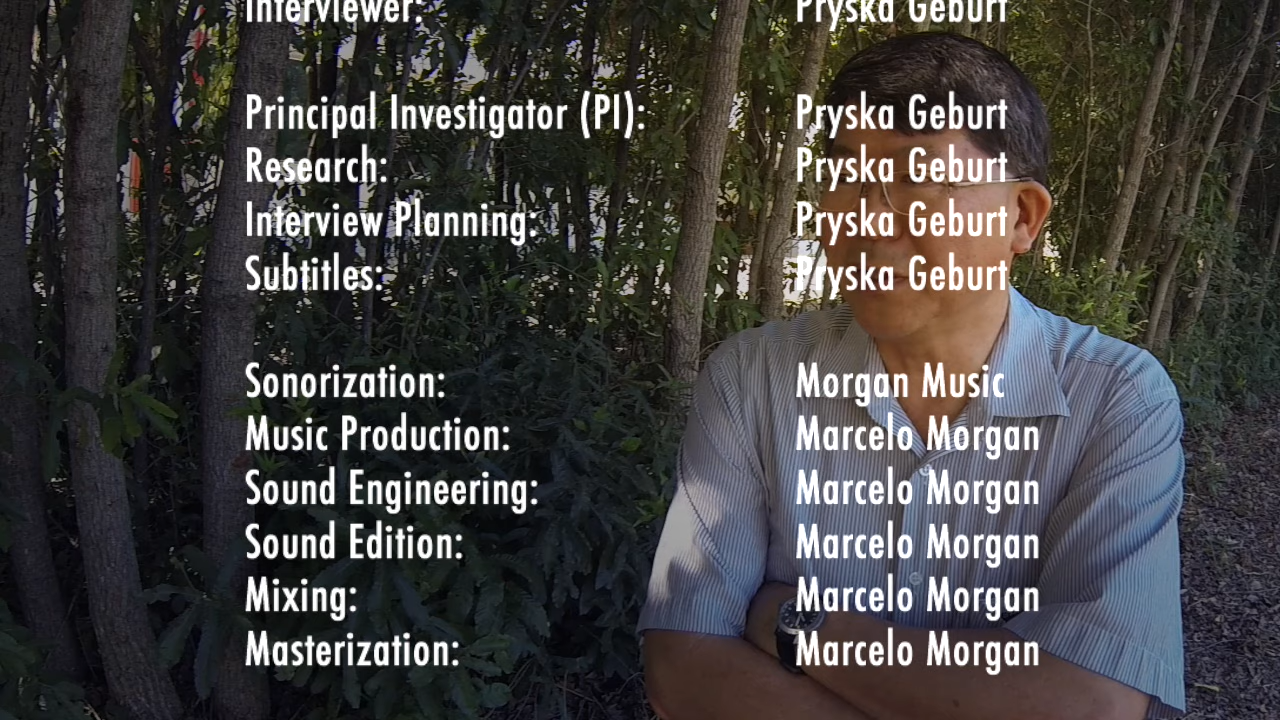 Interviewer: Pryska Geburt
Principal Investigator (PI): Pryska Geburt
Research: Pryska Geburt
Interview Planning: Pryska Geburt
Subtitles: Pryska Geburt
Sonorization: Morgan Music
Music Production: Marcelo Morgan
Sound Engineering: Marcelo Morgan
Sound Edition: Marcelo Morgan
Mixing: Marcelo Morgan
Masterization: Marcelo Morgan